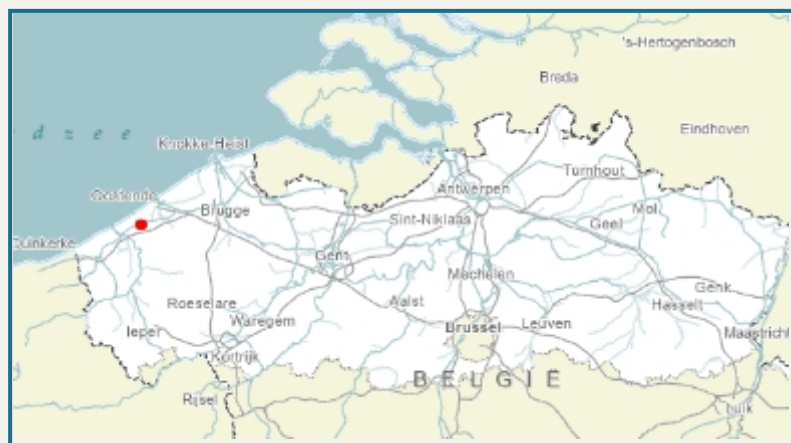 's-Hertogenbosch
Breda
d z e e
Eindhoven
Knokke-Heist
Turnhout
Oostende
Antwerpen
Brugge
Mol
Sint-Niklaas
Geel
Duinkerke
Gent
Mechelen
Genk
Roeselare
Aalst
Hasselt
Ieper
Waregem
Brussel
Leuven
Maastricht
Kortrijk
BELGIË
Rijsel
Luik